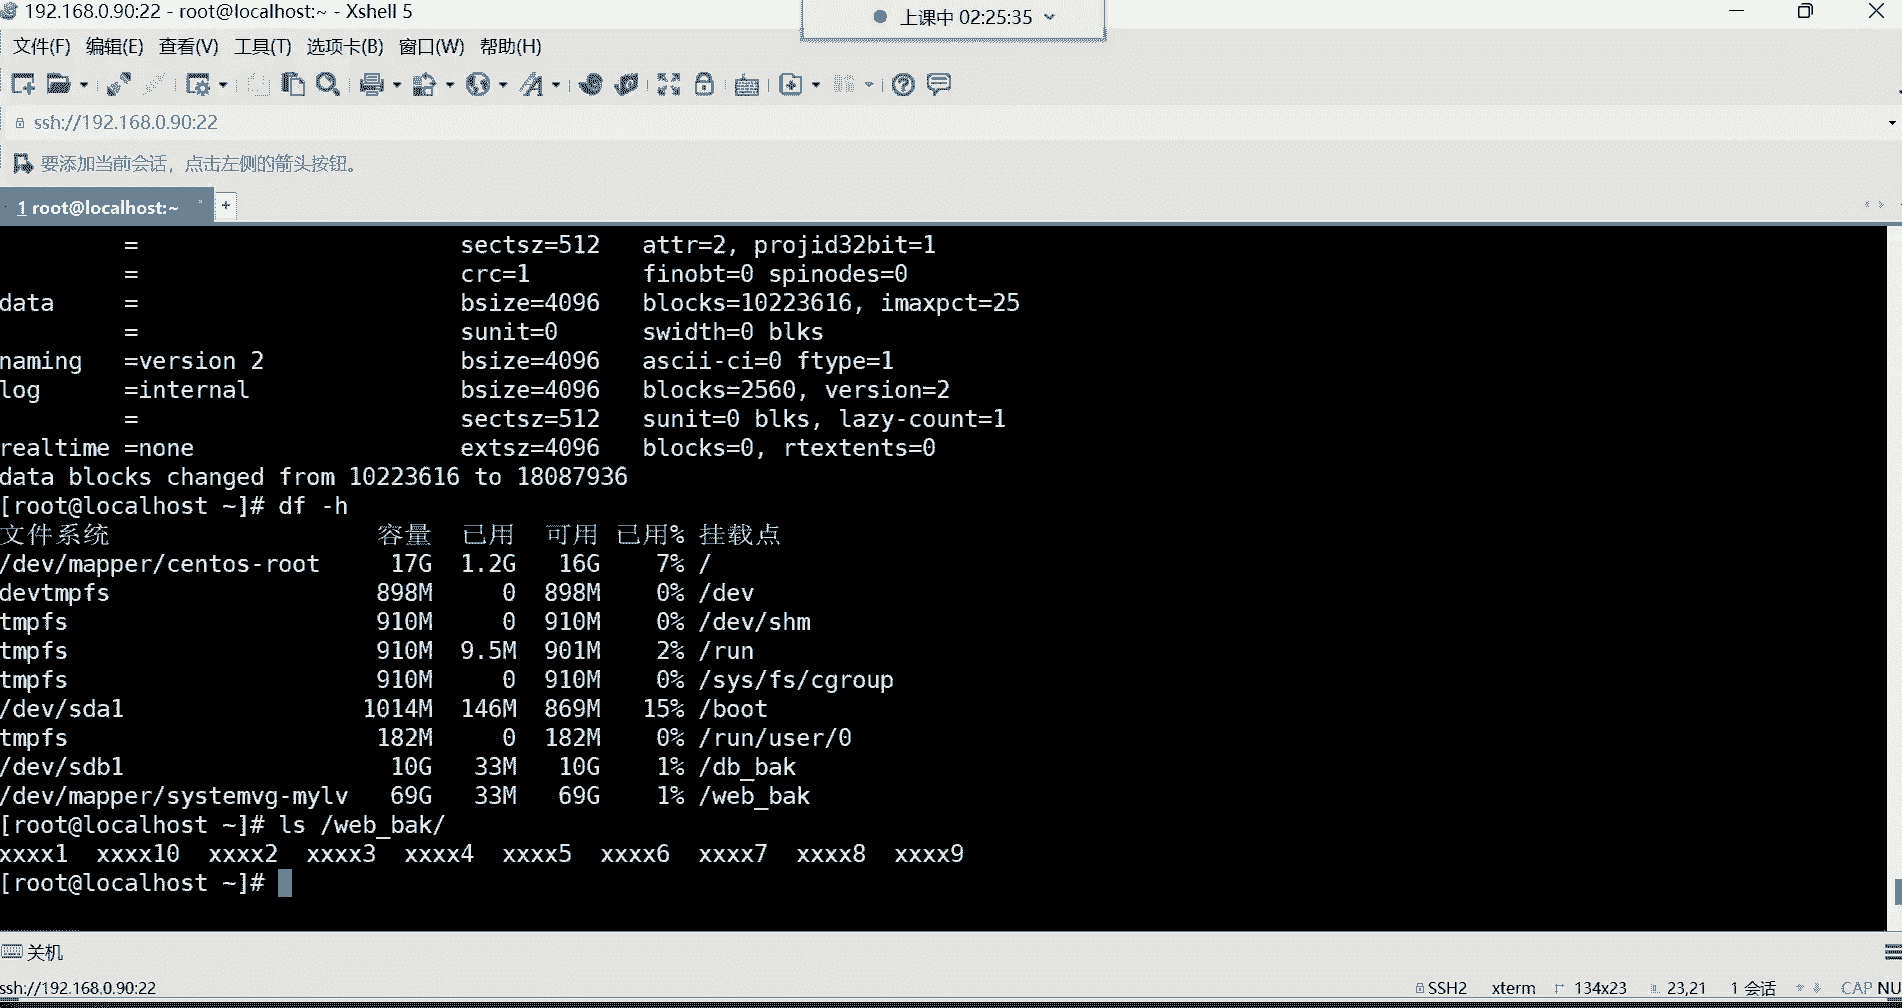 192.168.0.90:22 - root@localhost:~ - Xshell 5
上课中 02:25:35
文件(F) 编辑(E) 查看(V) 工具(T) 选项卡(B) 窗口(W) 帮助(H)
ssh://192.168.0.90:22
要添加当前会话，点击左侧的箭头按钮。
1 root@localhost:~ +
= sectsz=512 attr=2, projid32bit=1
= crc=1 finobt=0 spinodes=0
data = bsize=4096 blocks=10223616, imaxpct=25
= sunit=0 swidth=0 blks
naming =version 2 bsize=4096 ascii-ci=0 ftype=1
log =internal bsize=4096 blocks=2560, version=2
= sectsz=512 sunit=0 blks, lazy-count=1
realtime =none extsz=4096 blocks=0, rtextents=0
data blocks changed from 10223616 to 18087936
[root@localhost ~]# df -h
文件系统 容量 已用 可用 已用% 挂载点
/dev/mapper/centos-root 17G 1.2G 16G 7% /
devtmpfs 898M 0 898M 0% /dev
tmpfs 910M 0 910M 0% /dev/shm
tmpfs 910M 9.5M 901M 2% /run
tmpfs 910M 0 910M 0% /sys/fs/cgroup
/dev/sda1 1014M 146M 869M 15% /boot
tmpfs 182M 0 182M 0% /run/user/0
/dev/sdb1 10G 33M 10G 1% /db_bak
/dev/mapper/systemvg-mylv 69G 33M 69G 1% /web_bak
[root@localhost ~]# ls /web_bak/
xxxx1 xxxx10 xxxx2 xxxx3 xxxx4 xxxx5 xxxx6 xxxx7 xxxx8 xxxx9
[root@localhost ~]#
关机
ssh://192.168.0.90:22 SSH2 xterm 134x23 23,21 1 会话 CAP NU